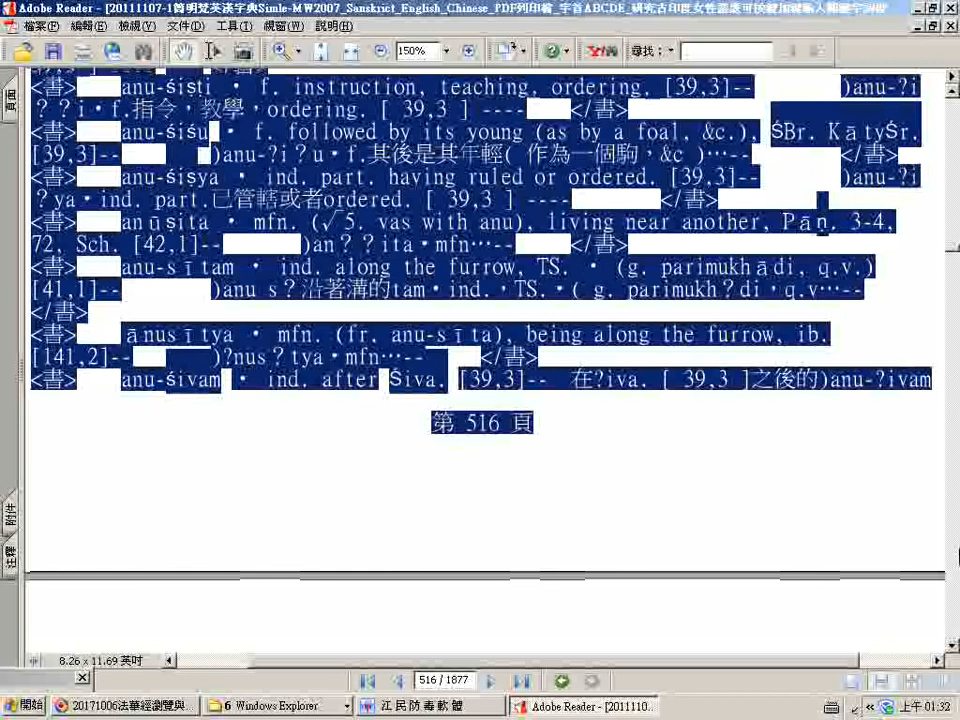 Adobe Reader - [20111107-1簡明梵英漢字典Simle-MW2007_Sanskrict_English_Chinese_PDF列印檔_字首ABCDE_研究古印度女性
檔案(F) 編輯(E) 檢視(V) 文件(D) 工具(T) 視窗(W) 說明(H)
150% 尋找：
頁面
<書> anu-śiṣṭi • f. instruction, teaching, ordering. [39,3]-- )anu-?i
??i•f.指令，教學，ordering. [ 39,3 ] ---- </書>
<書> anu-śiśu • f. followed by its young (as by a foal, &c.), ŚBr. KātyŚr.
[39,3]-- )anu-?i?u•f.其後是其年輕( 作為一個駒，&c )…-- </書>
<書> anu-śiṣya • ind. part. having ruled or ordered. [39,3]-- )anu-?i
?ya•ind. part.已管轄或者ordered. [ 39,3 ] ---- </書>
<書> anūṣita • mfn. (√5. vas with anu), living near another, Pāṇ. 3-4,
72, Sch. [42,1]-- )an??ita•mfn…-- </書>
<書> anu-sītam • ind. along the furrow, TS. • (g. parimukhādi, q.v.)
[41,1]-- )anu s?沿著溝的tam•ind.，TS.•( g. parimukh?di，q.v…--
</書>
<書> ānusītya • mfn. (fr. anu-sīta), being along the furrow, ib.
[141,2]-- )?nus?tya•mfn…-- </書>
<書> anu-śivam • ind. after Śiva. [39,3]-- 在?iva. [ 39,3 ]之後的)anu-?ivam
第 516 頁
附件
注釋
8.26 x 11.69 英吋
516 / 1877
開始 20171006法華經瀏覽與... 6 Windows Explorer 江民防毒軟體 Adobe Reader - [2011110... 上午 01:32